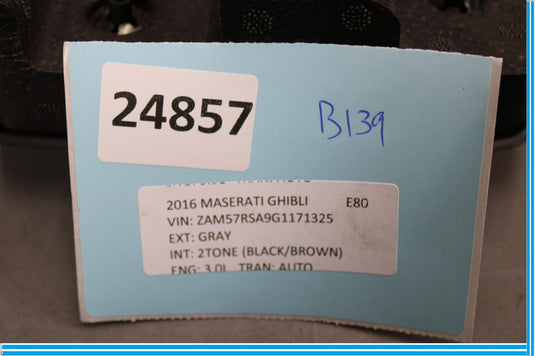 24857
B139
2016 MASERATI GHIBLI E80
VIN: ZAM57RSA9G1171325
EXT: GRAY
INT: 2TONE (BLACK/BROWN)
ENG: 3.0L TRAN: AUTO